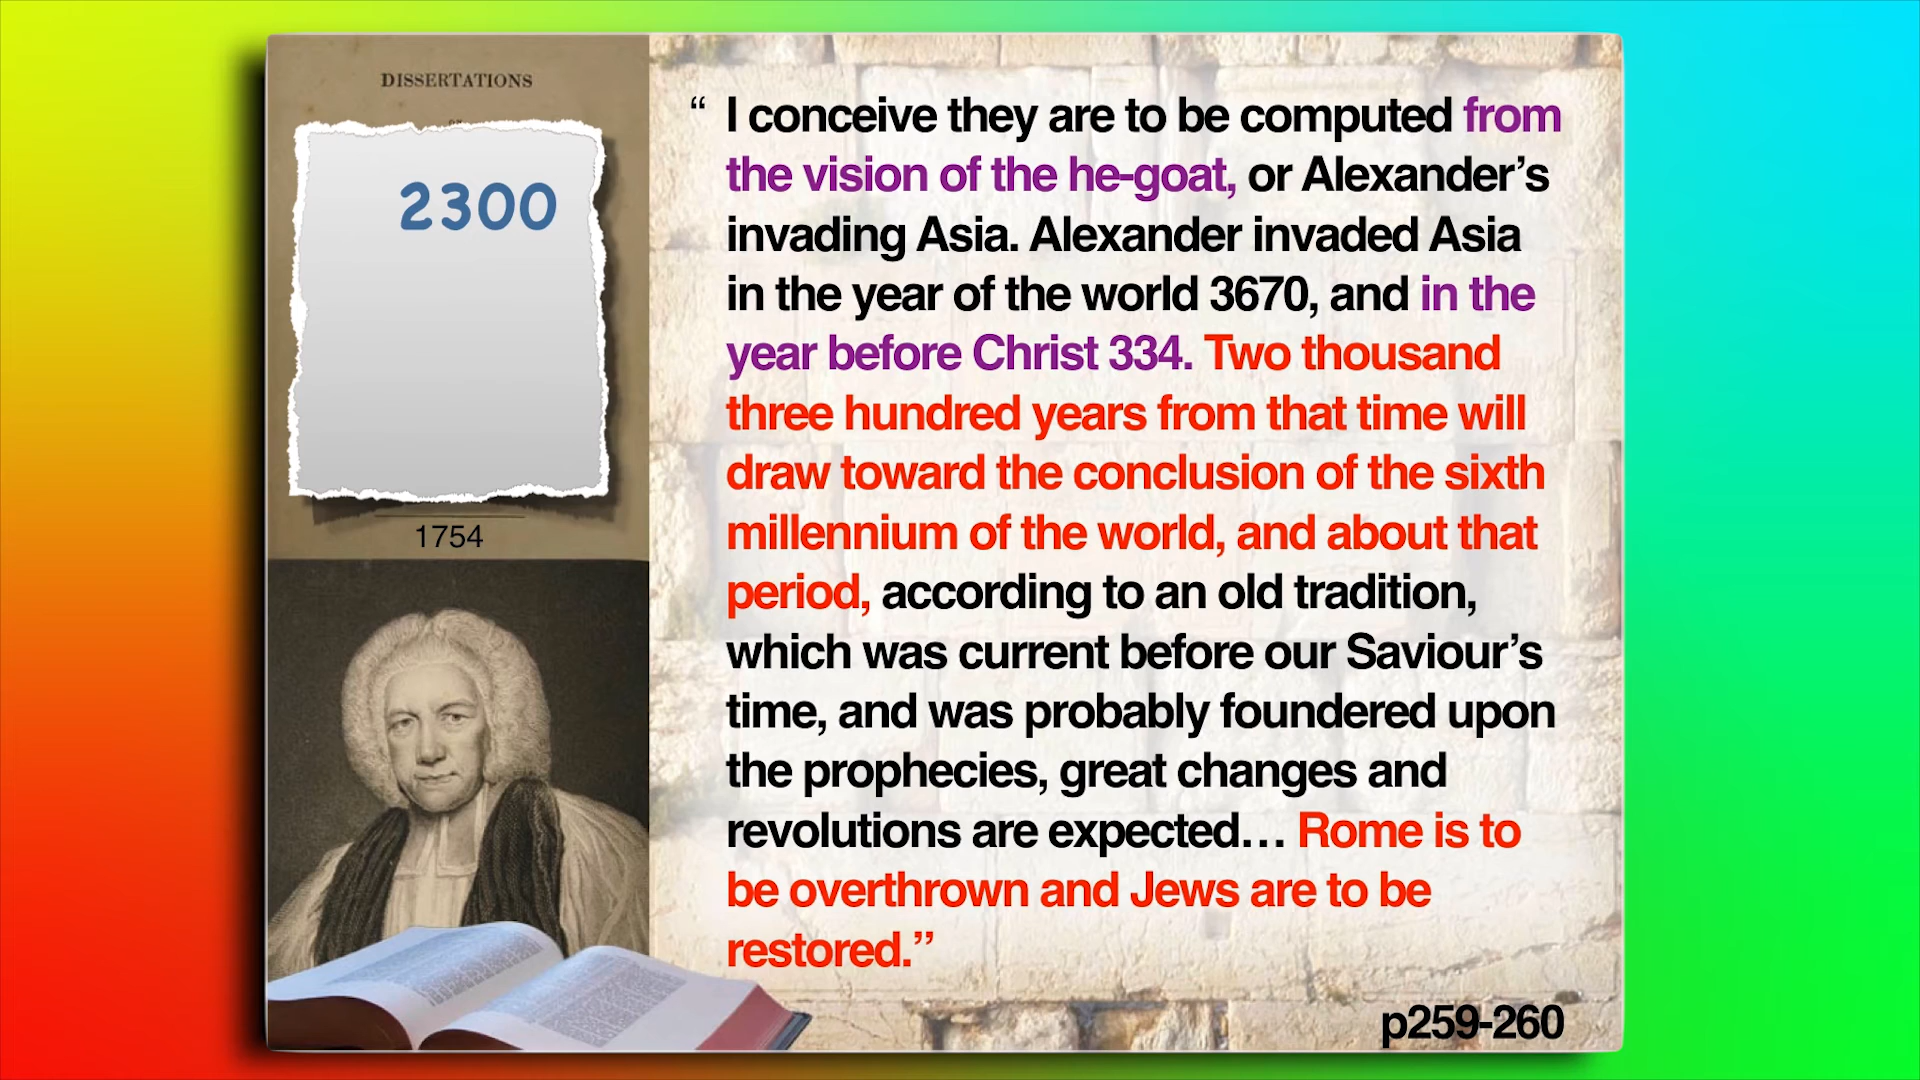 DISSERTATIONS
2300
1754
“ I conceive they are to be computed from
the vision of the he-goat, or Alexander’s
invading Asia. Alexander invaded Asia
in the year of the world 3670, and in the
year before Christ 334. Two thousand
three hundred years from that time will
draw toward the conclusion of the sixth
millennium of the world, and about that
period, according to an old tradition,
which was current before our Saviour’s
time, and was probably foundered upon
the prophecies, great changes and
revolutions are expected… Rome is to
be overthrown and Jews are to be
restored.”
p259-260